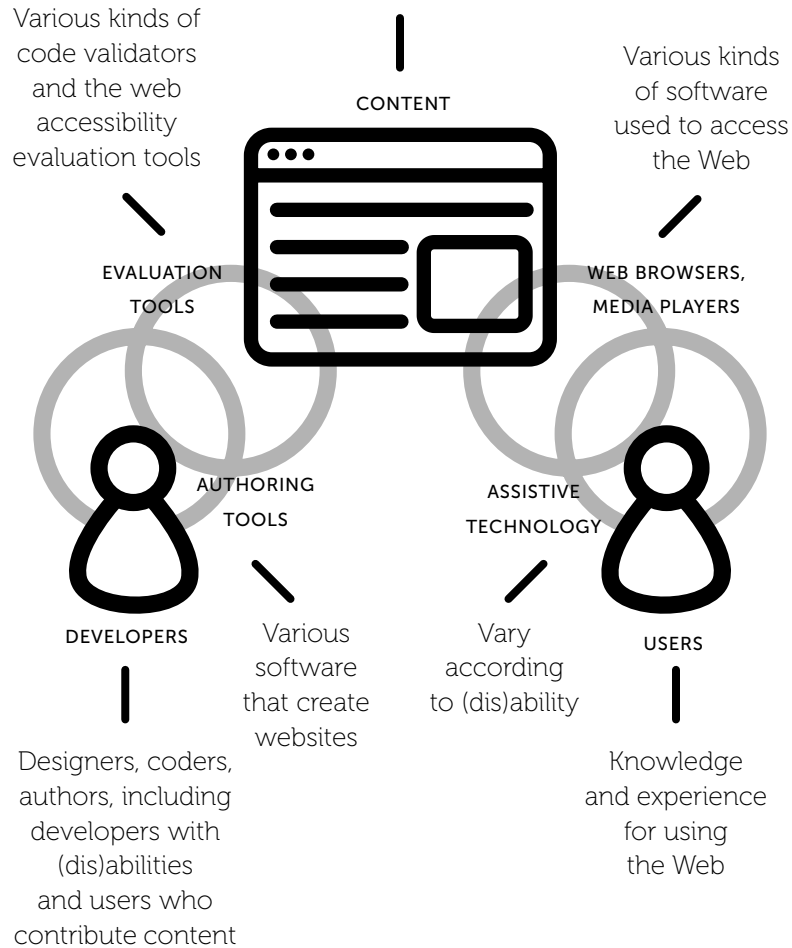 Various kinds of
code validators
and the web
accessibility
evaluation tools
CONTENT
Various kinds
of software
used to access
the Web
EVALUATION
TOOLS
WEB BROWSERS,
MEDIA PLAYERS
AUTHORING
TOOLS
ASSISTIVE
TECHNOLOGY
DEVELOPERS
Various
software
that create
websites
Vary
according
to (dis)ability
USERS
Designers, coders,
authors, including
developers with
(dis)abilities
and users who
contribute content
Knowledge
and experience
for using
the Web